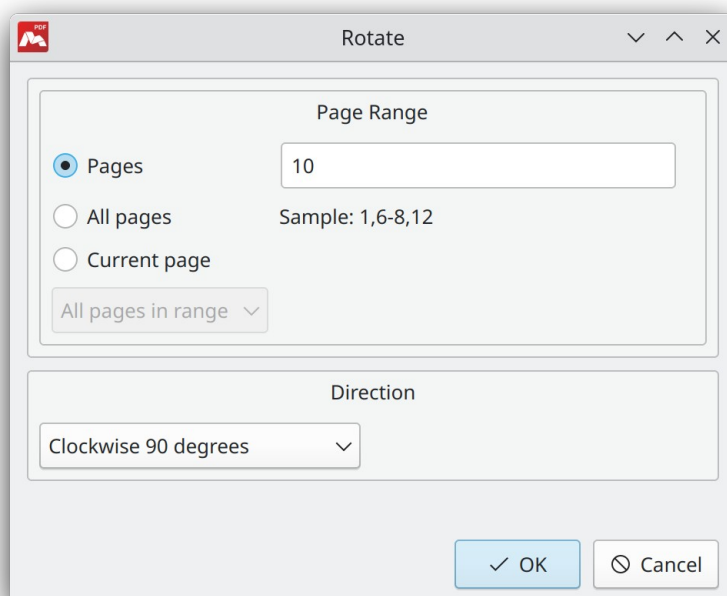 PDF
Rotate
Page Range
Pages 10
All pages Sample: 1,6-8,12
Current page
All pages in range
Direction
Clockwise 90 degrees
OK Cancel